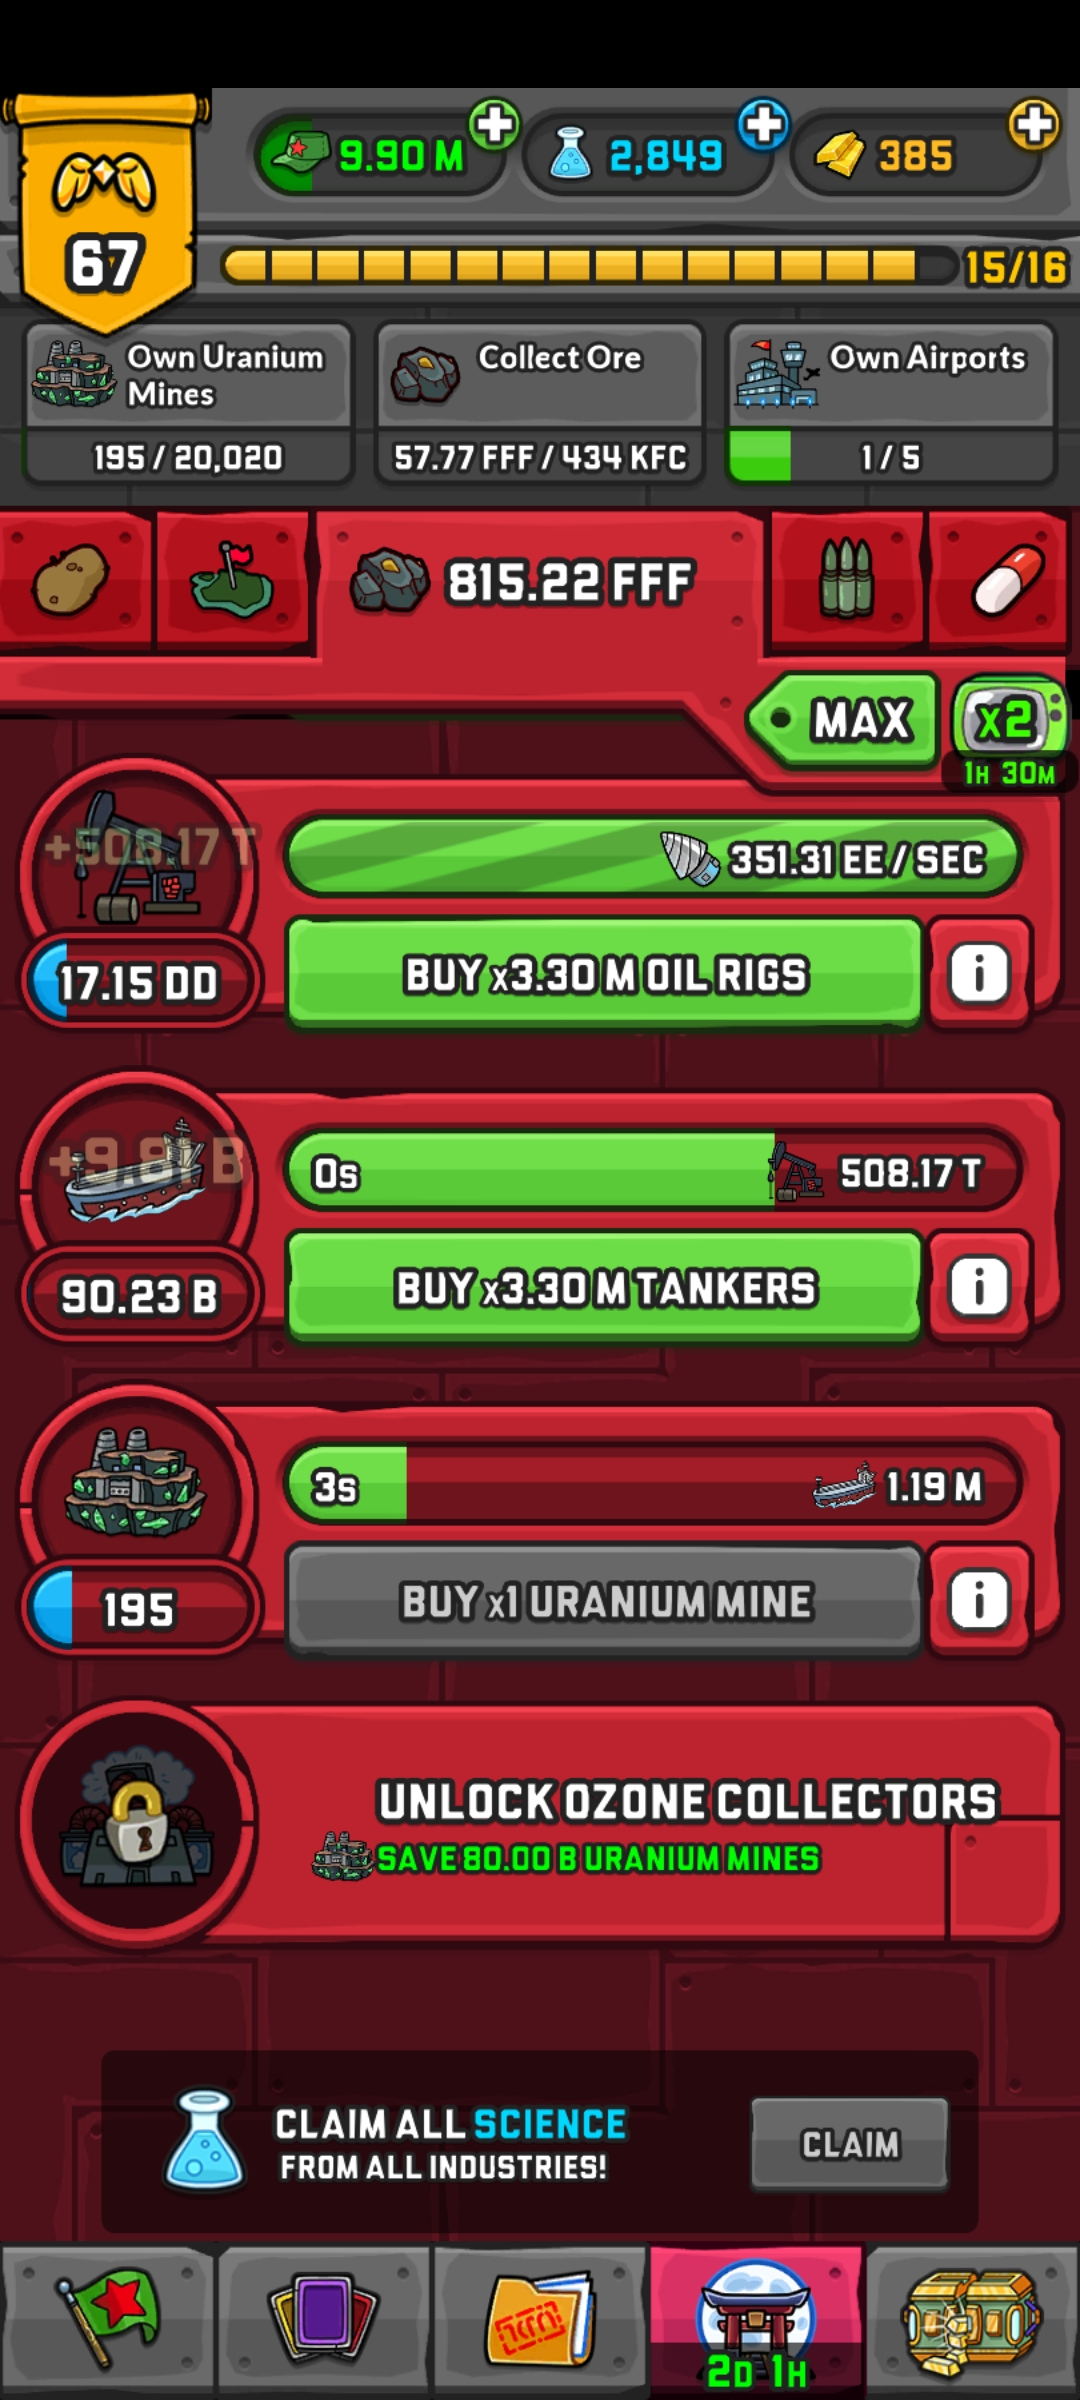 9.90 M
2,849
385
67
15/16
Own Uranium
Mines
195 / 20,020
Collect Ore
57.77 FFF / 434 KFC
Own Airports
1 / 5
815.22 FFF
MAX
x2
1H 30M
+508.17 T
351.31 EE / SEC
17.15 DD
BUY x3.30 M OIL RIGS
+9.81 B
0s
508.17 T
90.23 B
BUY x3.30 M TANKERS
3s
1.19 M
195
BUY x1 URANIUM MINE
UNLOCK OZONE COLLECTORS
SAVE 80.00 B URANIUM MINES
CLAIM ALL SCIENCE
FROM ALL INDUSTRIES!
CLAIM
2D 1H